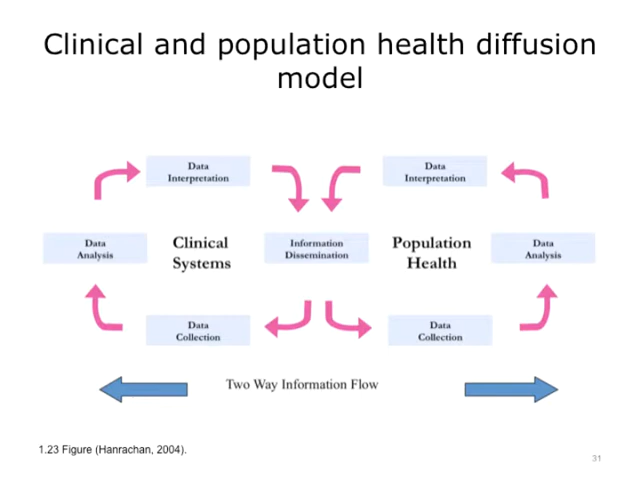 Clinical and population health diffusion
model
Data
Interpretation
Data
Interpretation
Data
Analysis
Clinical
Systems
Information
Dissemination
Population
Health
Data
Analysis
Data
Collection
Data
Collection
Two Way Information Flow
1.23 Figure (Hanrachan, 2004).
31